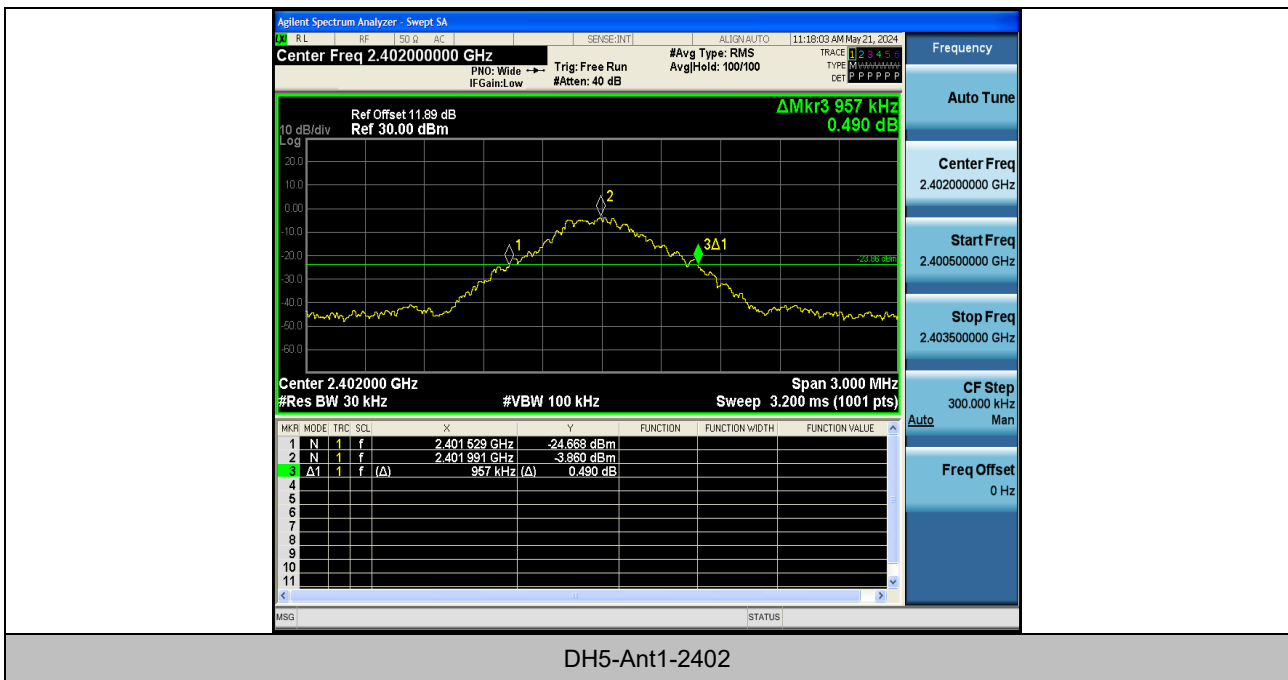 Agilent Spectrum Analyzer - Swept SA
LXI RL RF 50 Ω AC SENSE:INT ALIGN AUTO 11:18:03 AM May 21, 2024
Center Freq 2.402000000 GHz
PNO: Wide
IFGain:Low
Trig: Free Run
#Atten: 40 dB
#Avg Type: RMS
Avg|Hold: 100/100
TRACE 1 2 3 4 5 6
TYPE M
DET P P P P P P
ΔMkr3 957 kHz
0.490 dB
Ref Offset 11.89 dB
10 dB/div Ref 30.00 dBm
Log
20.0
10.0
0.00
-10.0
-20.0
-30.0
-40.0
-50.0
-60.0
1
2
3Δ1
-23.86 dBm
Center 2.402000 GHz Span 3.000 MHz
#Res BW 30 kHz #VBW 100 kHz Sweep 3.200 ms (1001 pts)
MKR MODE TRC SCL X Y FUNCTION FUNCTION WIDTH FUNCTION VALUE
1 N 1 f 2.401 529 GHz -24.668 dBm
2 N 1 f 2.401 991 GHz -3.860 dBm
3 Δ1 1 f (Δ) 957 kHz (Δ) 0.490 dB
4
5
6
7
8
9
10
11
MSG STATUS
Frequency
Auto Tune
Center Freq
2.402000000 GHz
Start Freq
2.400500000 GHz
Stop Freq
2.403500000 GHz
CF Step
300.000 kHz
Auto Man
Freq Offset
0 Hz
DH5-Ant1-2402